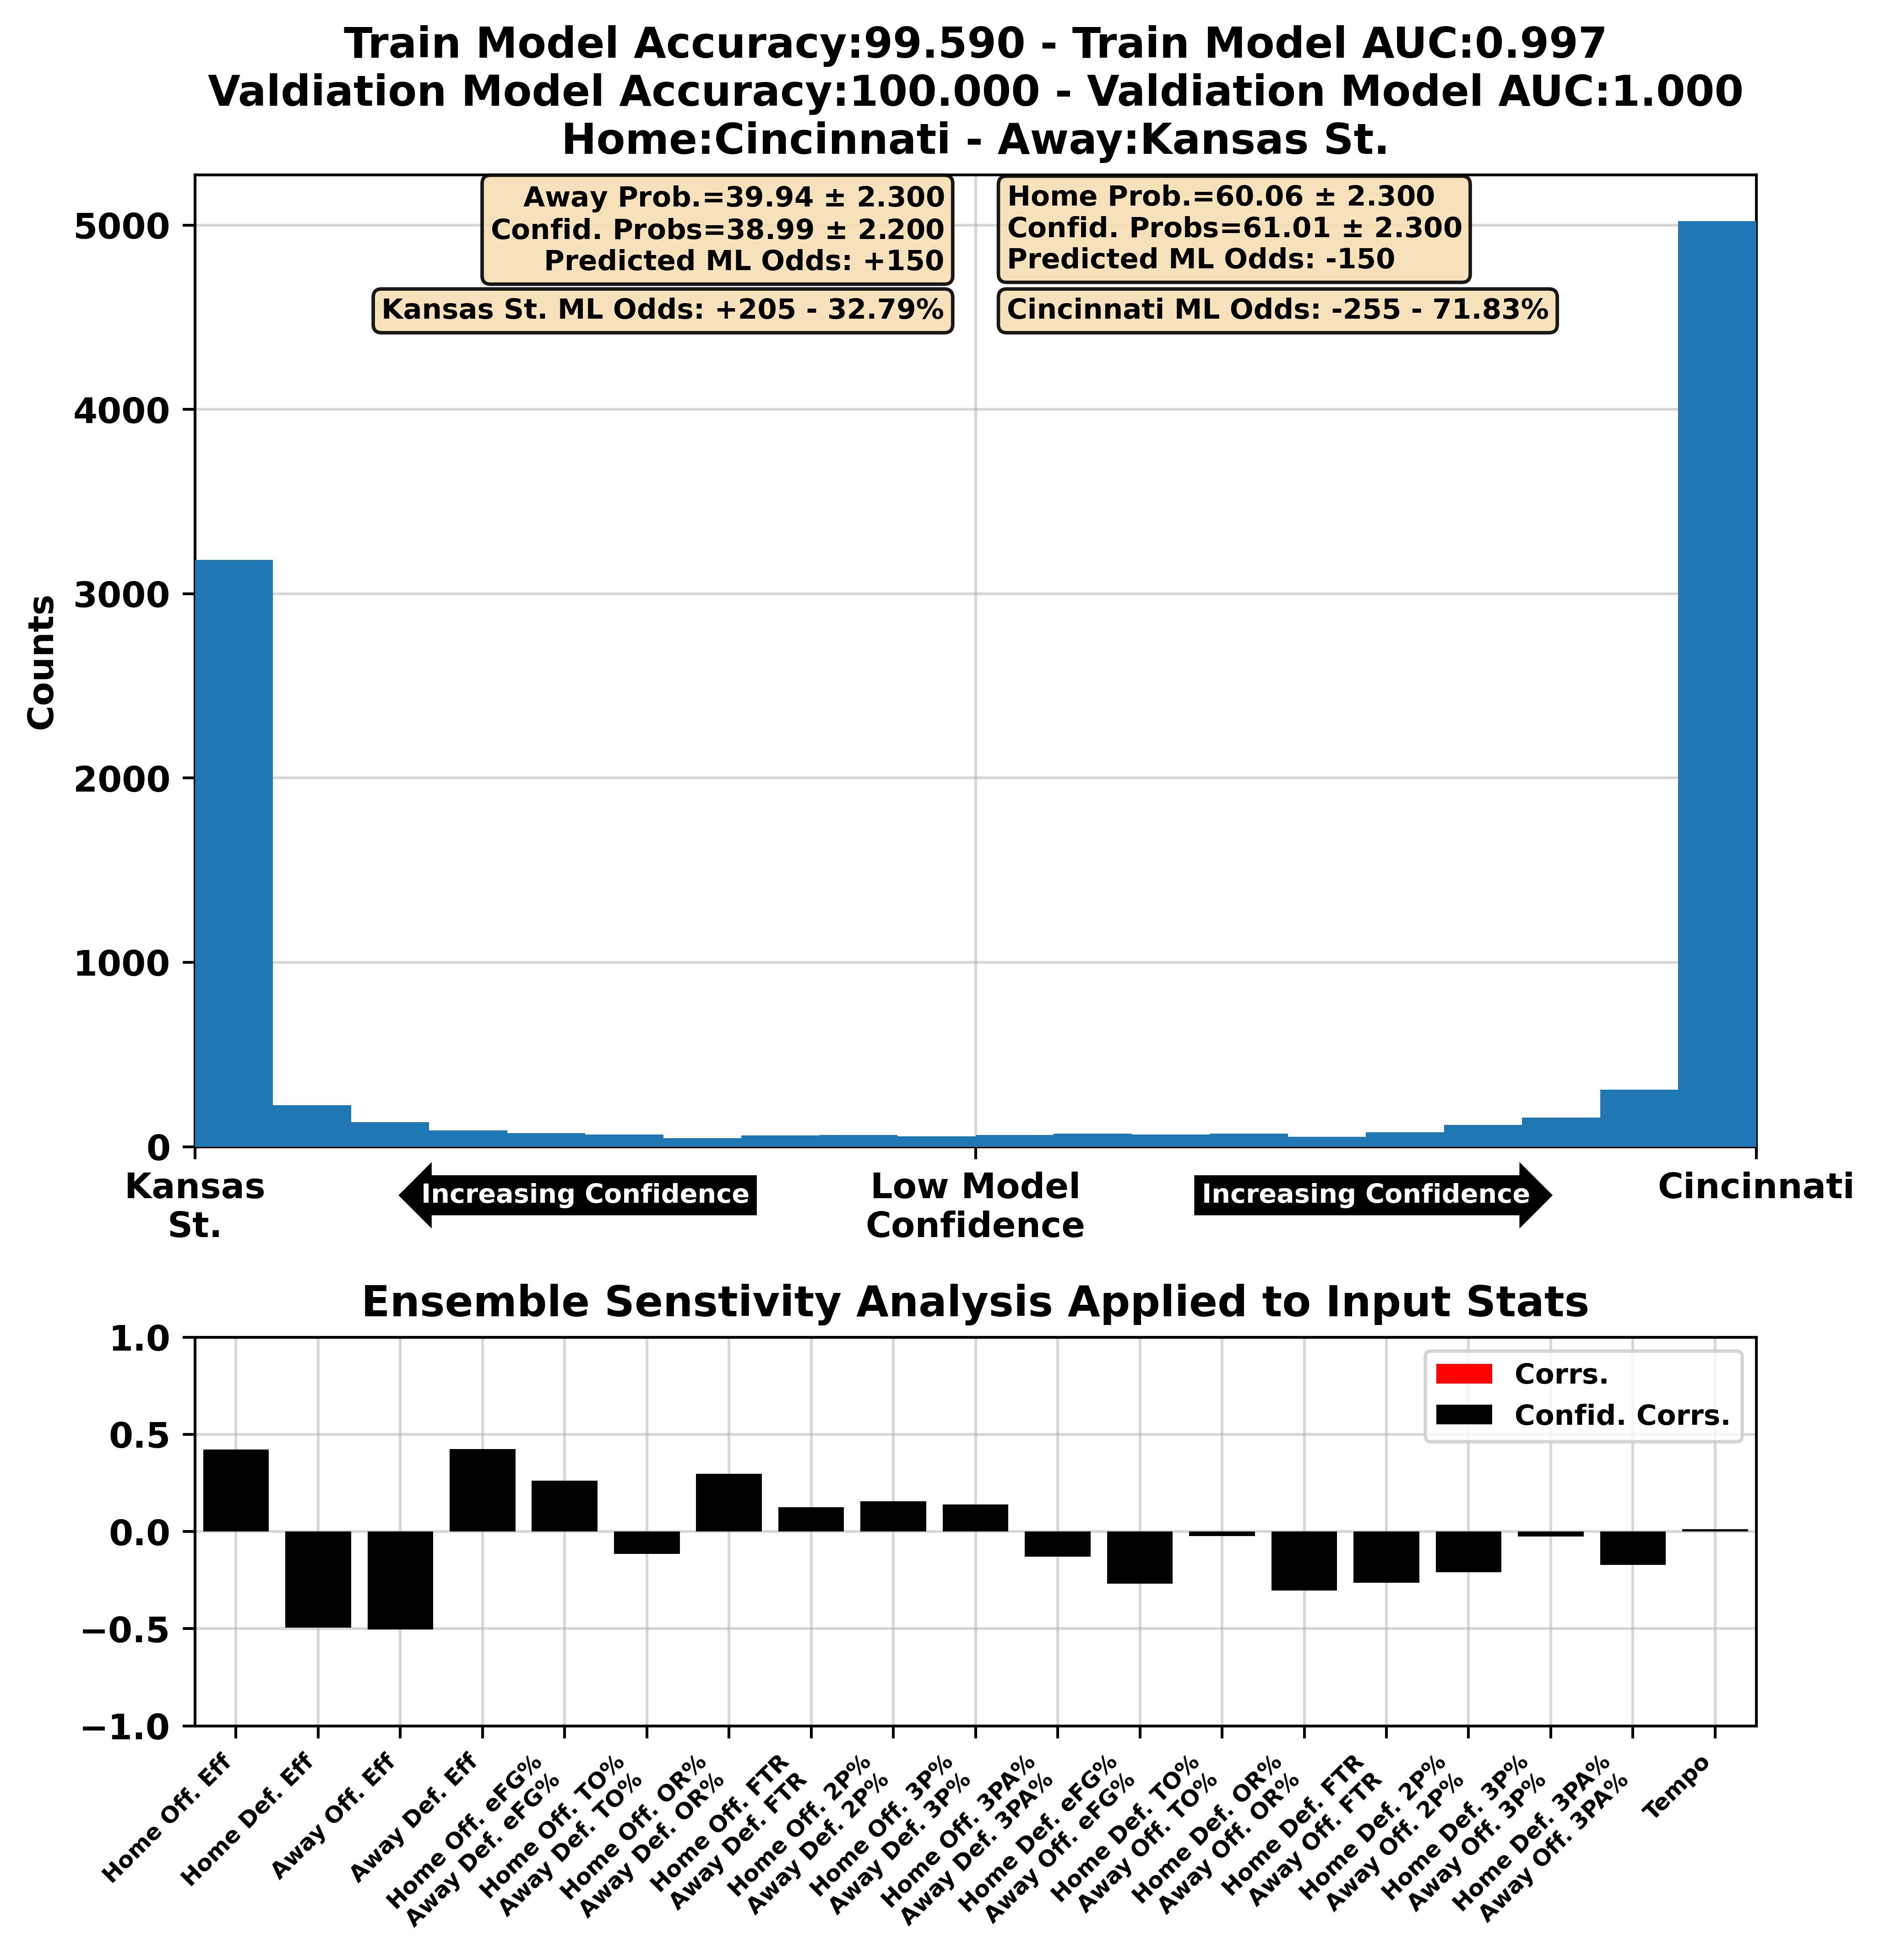 Train Model Accuracy:99.590 - Train Model AUC:0.997
Valdiation Model Accuracy:100.000 - Valdiation Model AUC:1.000
Home:Cincinnati - Away:Kansas St.
Away Prob.=39.94 ± 2.300
Confid. Probs=38.99 ± 2.200
Predicted ML Odds: +150
Kansas St. ML Odds: +205 - 32.79%
Home Prob.=60.06 ± 2.300
Confid. Probs=61.01 ± 2.300
Predicted ML Odds: -150
Cincinnati ML Odds: -255 - 71.83%
Counts
5000
4000
3000
2000
1000
0
Kansas
St.
Increasing Confidence
Low Model
Confidence
Increasing Confidence
Cincinnati
Ensemble Senstivity Analysis Applied to Input Stats
1.0
0.5
0.0
−0.5
−1.0
Corrs.
Confid. Corrs.
Home Off. Eff
Home Def. Eff
Away Off. Eff
Away Def. Eff
Home Off. eFG%
Away Def. eFG%
Home Off. TO%
Away Def. TO%
Home Off. OR%
Away Def. OR%
Home Off. FTR
Away Def. FTR
Home Off. 2P%
Away Def. 2P%
Home Off. 3P%
Away Def. 3P%
Home Off. 3PA%
Away Def. 3PA%
Home Def. eFG%
Away Off. eFG%
Home Def. TO%
Away Off. TO%
Home Def. OR%
Away Off. OR%
Home Def. FTR
Away Off. FTR
Home Def. 2P%
Away Off. 2P%
Home Def. 3P%
Away Off. 3P%
Home Def. 3PA%
Away Off. 3PA%
Tempo